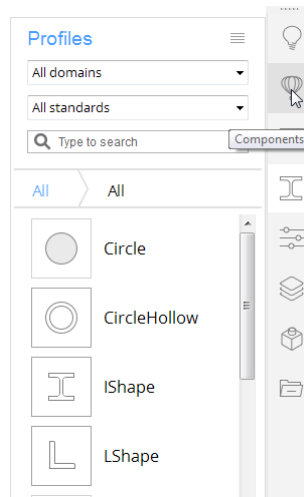 Profiles
All domains
All standards
Type to search
Components
All All
Circle
CircleHollow
IShape
LShape